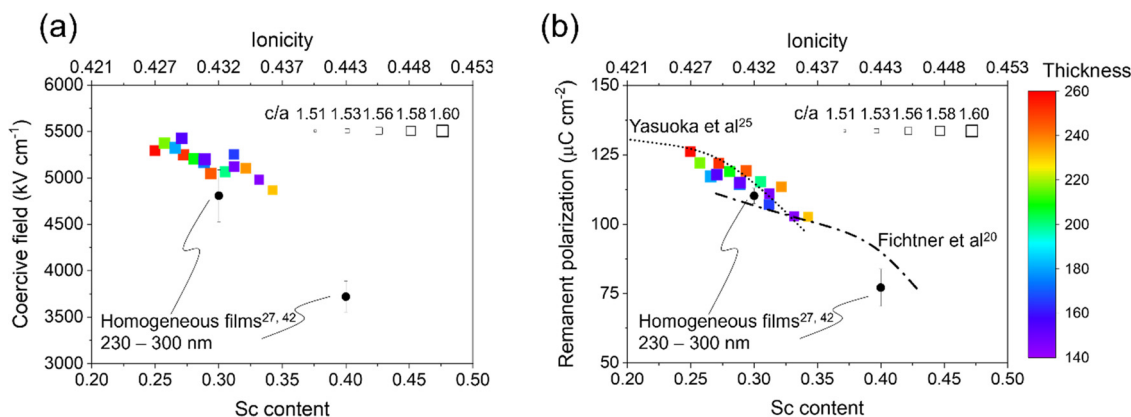 (a)
Ionicity
0.421 0.427 0.432 0.437 0.443 0.448 0.453
c/a 1.51 1.53 1.56 1.58 1.60
6000
5500
5000
4500
4000
3500
3000
Coercive field (kV cm⁻¹)
Homogeneous films²⁷, ⁴²
230 – 300 nm
0.20 0.25 0.30 0.35 0.40 0.45 0.50
Sc content
(b)
Ionicity
0.421 0.427 0.432 0.437 0.443 0.448 0.453
c/a 1.51 1.53 1.56 1.58 1.60
Yasuoka et al²⁵
150
125
100
75
50
Remanent polarization (μC cm⁻²)
Fichtner et al²⁰
Homogeneous films²⁷, ⁴²
230 – 300 nm
0.20 0.25 0.30 0.35 0.40 0.45 0.50
Sc content
Thickness
260
240
220
200
180
160
140